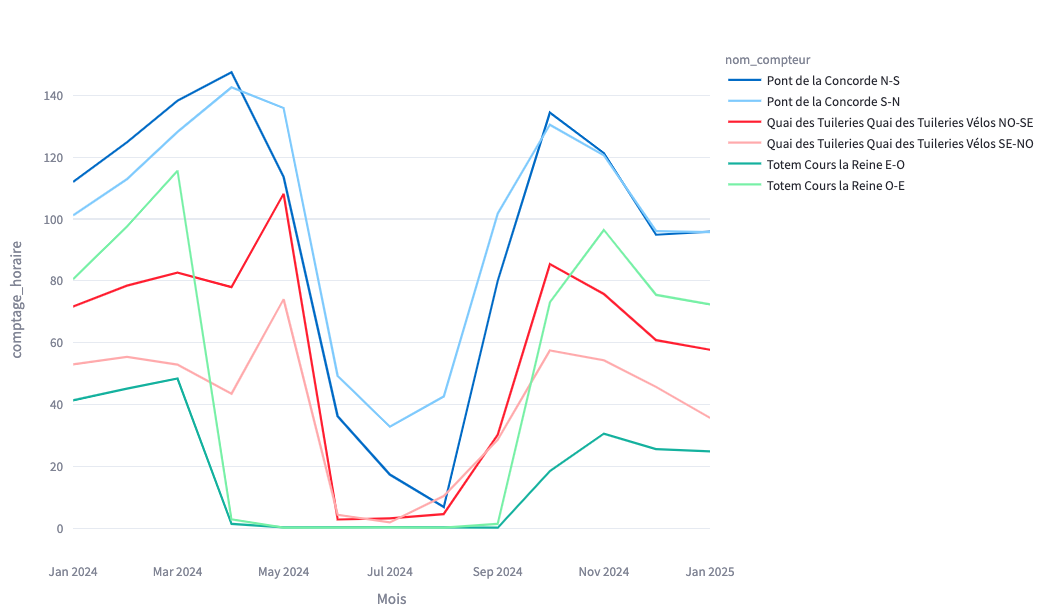 nom_compteur
Pont de la Concorde N-S
Pont de la Concorde S-N
Quai des Tuileries Quai des Tuileries Vélos NO-SE
Quai des Tuileries Quai des Tuileries Vélos SE-NO
Totem Cours la Reine E-O
Totem Cours la Reine O-E
comptage_horaire
140
120
100
80
60
40
20
0
Jan 2024 Mar 2024 May 2024 Jul 2024 Sep 2024 Nov 2024 Jan 2025
Mois